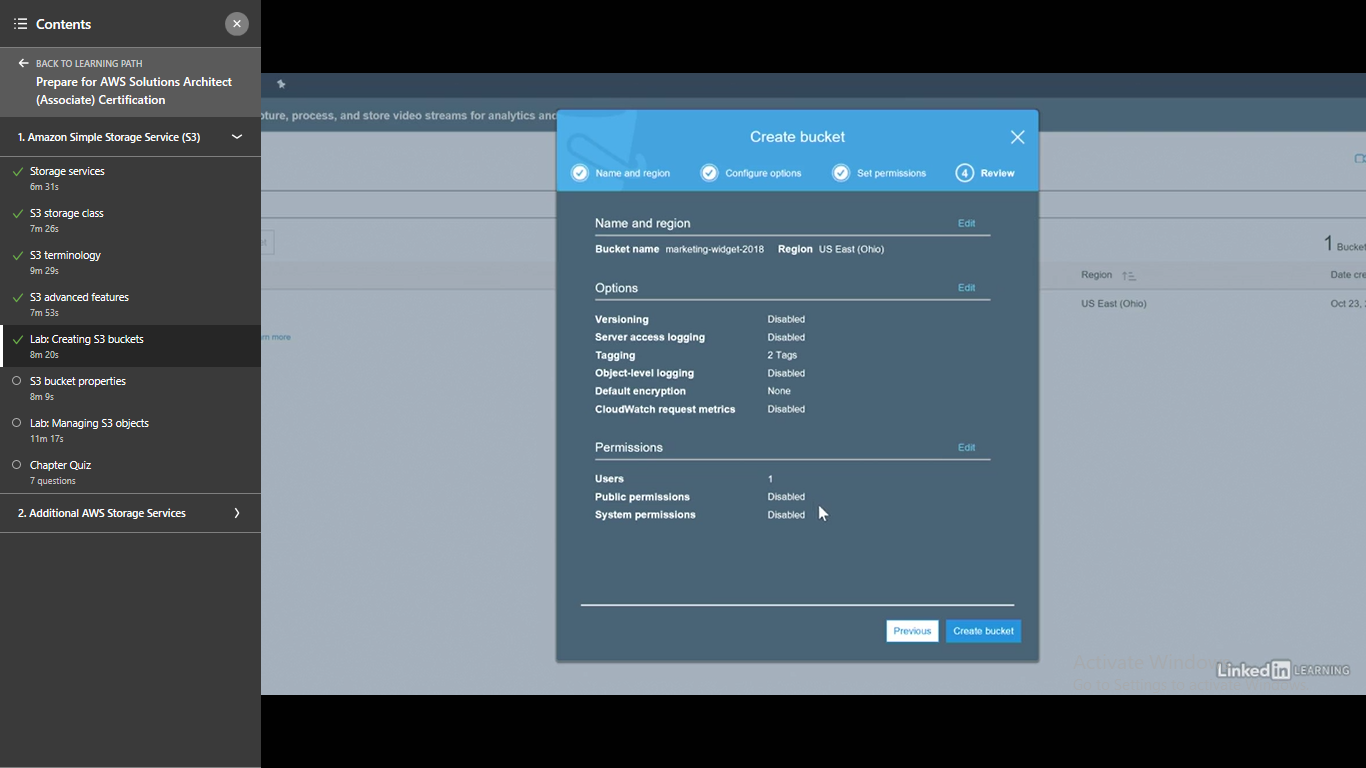 Contents
BACK TO LEARNING PATH
Prepare for AWS Solutions Architect
(Associate) Certification
1. Amazon Simple Storage Service (S3)
Storage services
6m 31s
S3 storage class
7m 26s
S3 terminology
9m 29s
S3 advanced features
7m 53s
Lab: Creating S3 buckets
8m 20s
S3 bucket properties
8m 9s
Lab: Managing S3 objects
11m 17s
Chapter Quiz
7 questions
2. Additional AWS Storage Services
process, and store video streams for analytics
Create bucket
Name and region Configure options Set permissions 4 Review
Name and region Edit
Bucket name marketing-widget-2018 Region US East (Ohio)
Options Edit
Versioning Disabled
Server access logging Disabled
Tagging 2 Tags
Object-level logging Disabled
Default encryption None
CloudWatch request metrics Disabled
Permissions Edit
Users 1
Public permissions Disabled
System permissions Disabled
Previous Create bucket
1
Region Date
US East (Ohio) Oct 23,
more
Activate Windows
LinkedIn LEARNING